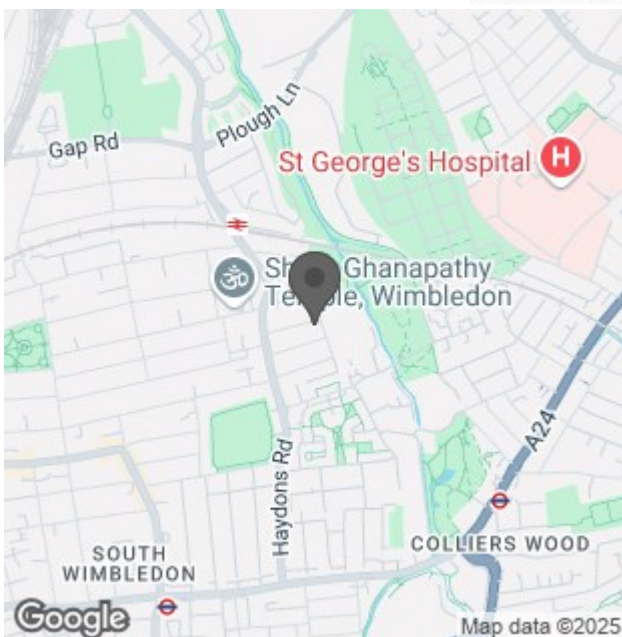 Plough Ln
Gap Rd
St George's Hospital
H
Ghanapathy
Temple, Wimbledon
A24
Haydons Rd
SOUTH
WIMBLEDON
COLLIERS WOOD
Google
Map data ©2025